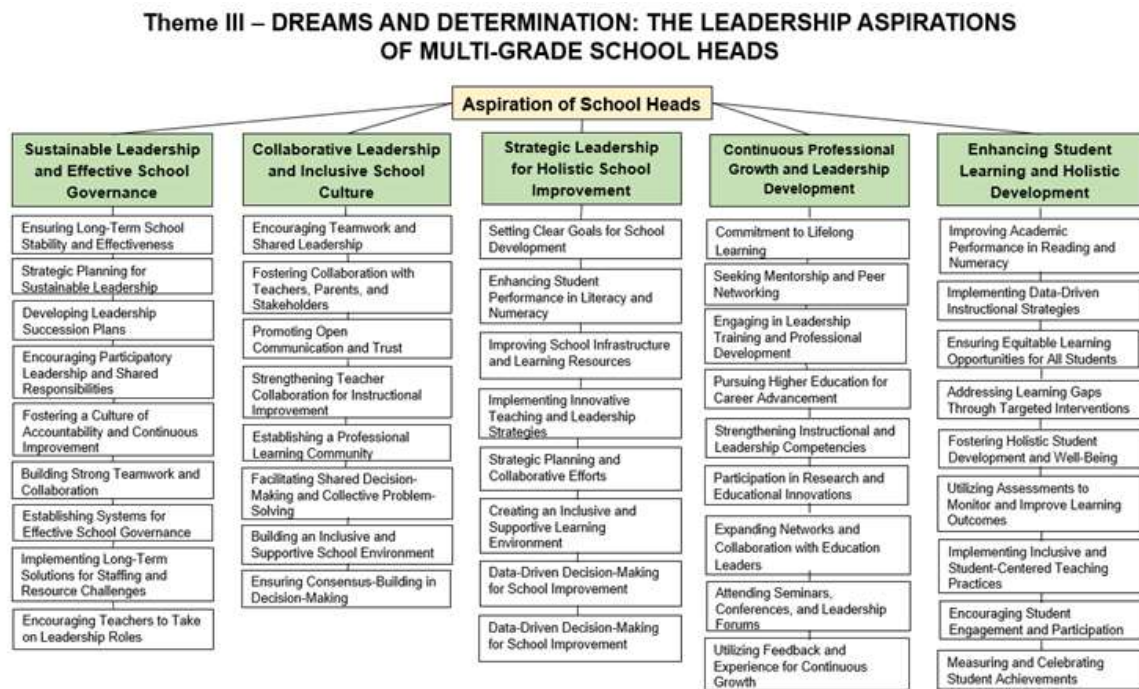 Theme III – DREAMS AND DETERMINATION: THE LEADERSHIP ASPIRATIONS
OF MULTI-GRADE SCHOOL HEADS
Aspiration of School Heads
Sustainable Leadership
and Effective School
Governance
Ensuring Long-Term School
Stability and Effectiveness
Strategic Planning for
Sustainable Leadership
Developing Leadership
Succession Plans
Encouraging Participatory
Leadership and Shared
Responsibilities
Fostering a Culture of
Accountability and Continuous
Improvement
Building Strong Teamwork and
Collaboration
Establishing Systems for
Effective School Governance
Implementing Long-Term
Solutions for Staffing and
Resource Challenges
Encouraging Teachers to Take
on Leadership Roles
Collaborative Leadership
and Inclusive School
Culture
Encouraging Teamwork and
Shared Leadership
Fostering Collaboration with
Teachers, Parents, and
Stakeholders
Promoting Open
Communication and Trust
Strengthening Teacher
Collaboration for Instructional
Improvement
Establishing a Professional
Learning Community
Facilitating Shared Decision-
Making and Collective Problem-
Solving
Building an Inclusive and
Supportive School Environment
Ensuring Consensus-Building in
Decision-Making
Strategic Leadership
for Holistic School
Improvement
Setting Clear Goals for School
Development
Enhancing Student
Performance in Literacy and
Numeracy
Improving School Infrastructure
and Learning Resources
Implementing Innovative
Teaching and Leadership
Strategies
Strategic Planning and
Collaborative Efforts
Creating an Inclusive and
Supportive Learning
Environment
Data-Driven Decision-Making
for School Improvement
Data-Driven Decision-Making
for School Improvement
Continuous Professional
Growth and Leadership
Development
Commitment to Lifelong
Learning
Seeking Mentorship and Peer
Networking
Engaging in Leadership
Training and Professional
Development
Pursuing Higher Education for
Career Advancement
Strengthening Instructional and
Leadership Competencies
Participation in Research and
Educational Innovations
Expanding Networks and
Collaboration with Education
Leaders
Attending Seminars,
Conferences, and Leadership
Forums
Utilizing Feedback and
Experience for Continuous
Growth
Enhancing Student
Learning and Holistic
Development
Improving Academic
Performance in Reading and
Numeracy
Implementing Data-Driven
Instructional Strategies
Ensuring Equitable Learning
Opportunities for All Students
Addressing Learning Gaps
Through Targeted Interventions
Fostering Holistic Student
Development and Well-Being
Utilizing Assessments to
Monitor and Improve Learning
Outcomes
Implementing Inclusive and
Student-Centered Teaching
Practices
Encouraging Student
Engagement and Participation
Measuring and Celebrating
Student Achievements